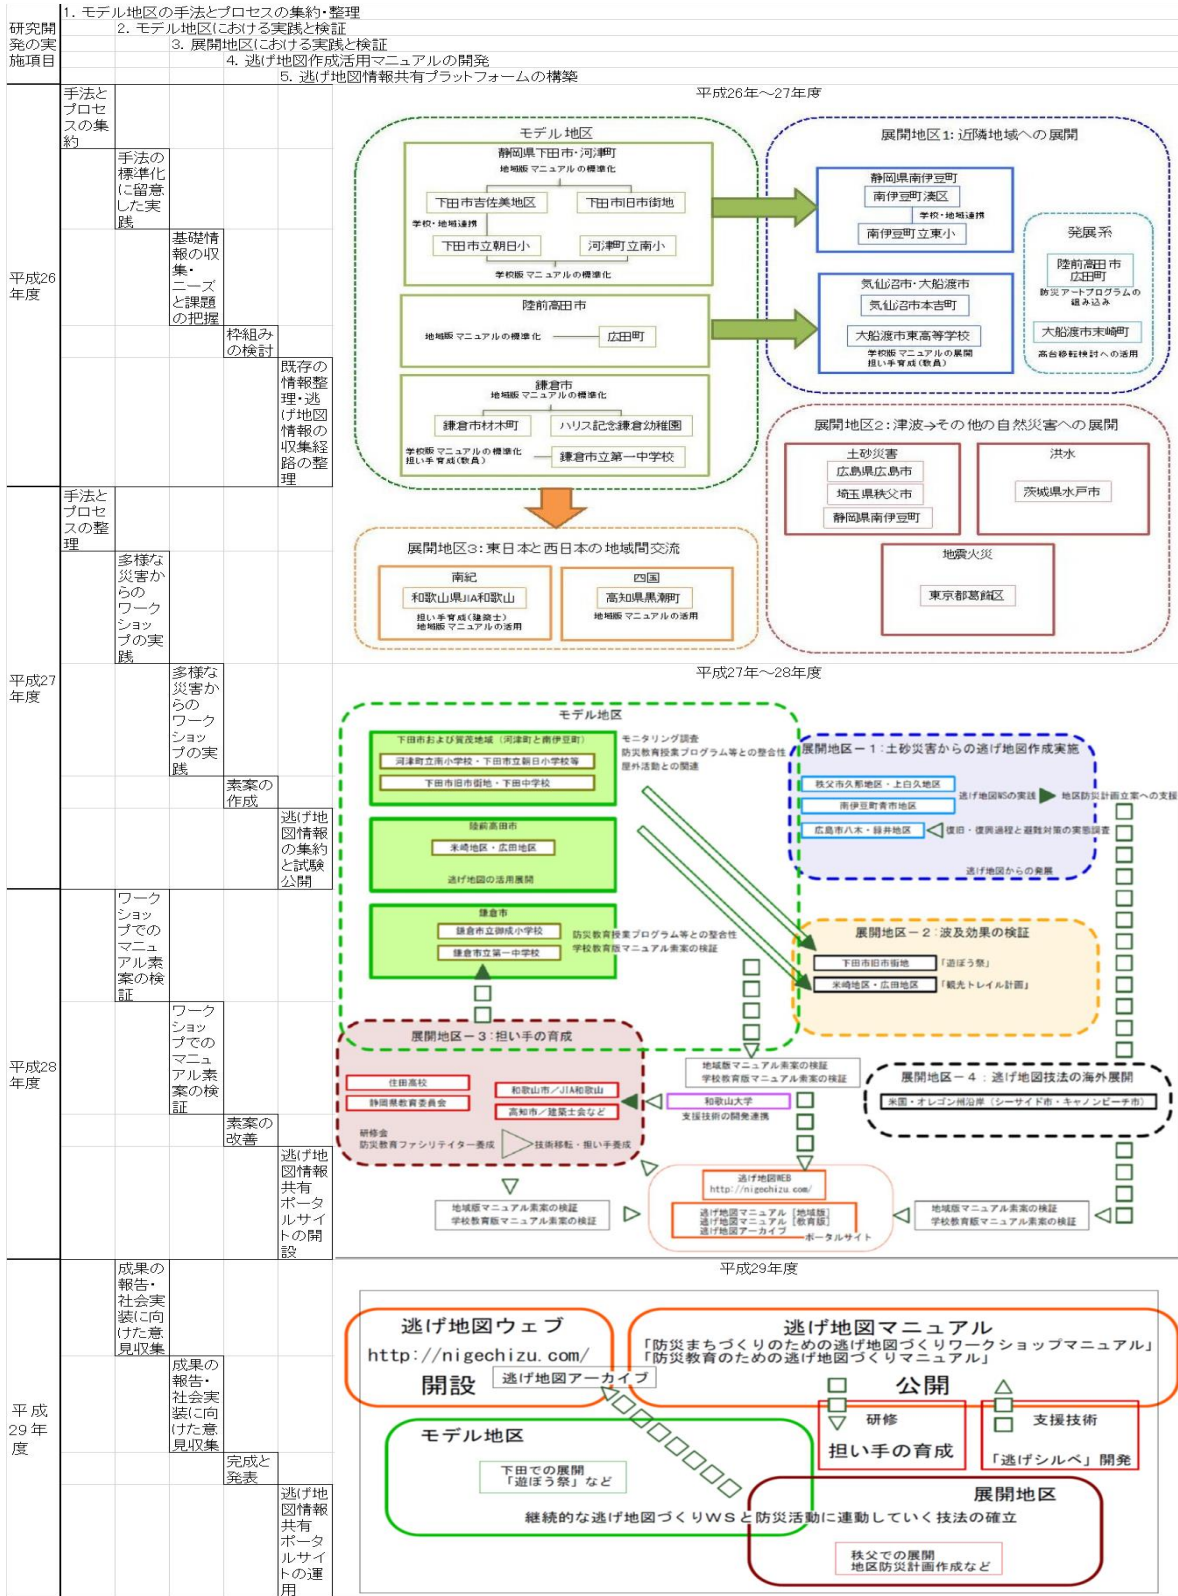 研究開
発の実
施項目
1. モデル地区の手法とプロセスの集約・整理
2. モデル地区における実践と検証
3. 展開地区における実践と検証
4. 逃げ地図作成活用マニュアルの開発
5. 逃げ地図情報共有プラットフォームの構築
平成26
年度
手法と
プロセ
スの集
約
手法の
標準化
に留意
した実
践
基礎情
報の収
集・
ニーズ
と課題
の把握
枠組み
の検討
既存の
情報整
理・逃
げ地図
情報の
収集経
路の整
理
平成26年～27年度
モデル地区
静岡県下田市・河津町
地域版マニュアルの標準化
下田市吉佐美地区
下田市旧市街地
学校・地域連携
下田市立朝日小
河津町立南小
学校版マニュアルの標準化
陸前高田市
地域版マニュアルの標準化
広田町
鎌倉市
地域版マニュアルの標準化
鎌倉市材木町
ハリス記念鎌倉幼稚園
学校版マニュアルの標準化
担い手育成(教員)
鎌倉市立第一中学校
展開地区1:近隣地域への展開
静岡県南伊豆町
南伊豆町湊区
学校・地域連携
南伊豆町立東小
気仙沼市・大船渡市
気仙沼市本吉町
大船渡市東高等学校
学校版マニュアルの展開
担い手育成(教員)
発展系
陸前高田市
広田町
防災アートプログラムの
組み込み
大船渡市末崎町
高台移転検討への活用
展開地区2:津波→その他の自然災害への展開
土砂災害
広島県広島市
埼玉県秩父市
静岡県南伊豆町
洪水
茨城県水戸市
地震火災
東京都葛飾区
展開地区3:東日本と西日本の地域間交流
南紀
和歌山県JIA和歌山
担い手育成(建築士)
地域版マニュアルの活用
四国
高知県黒潮町
地域版マニュアルの活用
平成27
年度
手法と
プロセ
スの整
理
多様な
災害か
らの
ワーク
ショッ
プの実
践
多様な
災害か
らの
ワーク
ショッ
プの実
践
素案の
作成
逃げ地
図情報
の集約
と試験
公開
平成27年～28年度
モデル地区
下田市および賀茂地域（河津町と南伊豆町）
河津町立南小学校・下田市立朝日小学校等
下田市旧市街地・下田中学校
モニタリング調査
防災教育授業プログラム等との整合性
屋外活動との関連
陸前高田市
米崎地区・広田地区
逃げ地図の活用展開
鎌倉市
鎌倉市立御成小学校
鎌倉市立第一中学校
防災教育授業プログラム等との整合性
学校教育版マニュアル素案の検証
展開地区－1:土砂災害からの逃げ地図作成実施
秩父市久那地区・上白久地区
南伊豆町青市地区
逃げ地図WSの実践
地区防災計画立案への支援
広島市八木・緑井地区
復旧・復興過程と避難対策の実態調査
逃げ地図からの発展
展開地区－2:波及効果の検証
下田市旧市街地
「遊ぼう祭」
米崎地区・広田地区
「観光トレイル計画」
平成28
年度
ワーク
ショッ
プでの
マニュ
アル素
案の検
証
ワーク
ショッ
プでの
マニュ
アル素
案の検
証
素案の
改善
逃げ地
図情報
共有
ポータ
ルサイ
トの開
設
展開地区－3:担い手の育成
住田高校
静岡県教育委員会
和歌山市／JIA和歌山
高知市／建築士会など
研修会
防災教育ファシリテイター養成
技術移転・担い手養成
地域版マニュアル素案の検証
学校教育版マニュアル素案の検証
和歌山大学
支援技術の開発連携
展開地区－4：逃げ地図技法の海外展開
米国・オレゴン州沿岸（シーサイド市・キャノンビーチ市）
地域版マニュアル素案の検証
学校教育版マニュアル素案の検証
逃げ地図WEB
http://nigechizu.com/
逃げ地図マニュアル［地域版］
逃げ地図マニュアル［教育版］
逃げ地図アーカイブ
ポータルサイト
地域版マニュアル素案の検証
学校教育版マニュアル素案の検証
平成
29年
度
成果の
報告・
社会実
装に向
けた意
見収集
成果の
報告・
社会実
装に向
けた意
見収集
完成と
発表
逃げ地
図情報
共有
ポータ
ルサイ
トの運
用
平成29年度
逃げ地図ウェブ
http://nigechizu.com/
開設
逃げ地図アーカイブ
逃げ地図マニュアル
「防災まちづくりのための逃げ地図づくりワークショップマニュアル」
「防災教育のための逃げ地図づくりマニュアル」
公開
研修
担い手の育成
支援技術
「逃げシルベ」開発
モデル地区
下田での展開
「遊ぼう祭」など
展開地区
継続的な逃げ地図づくりWSと防災活動に連動していく技法の確立
秩父での展開
地区防災計画作成など